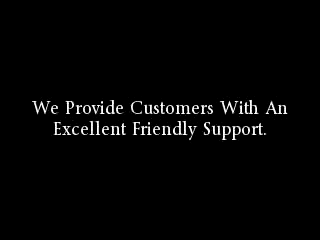 We Provide Customers With An
Excellent Friendly Support.